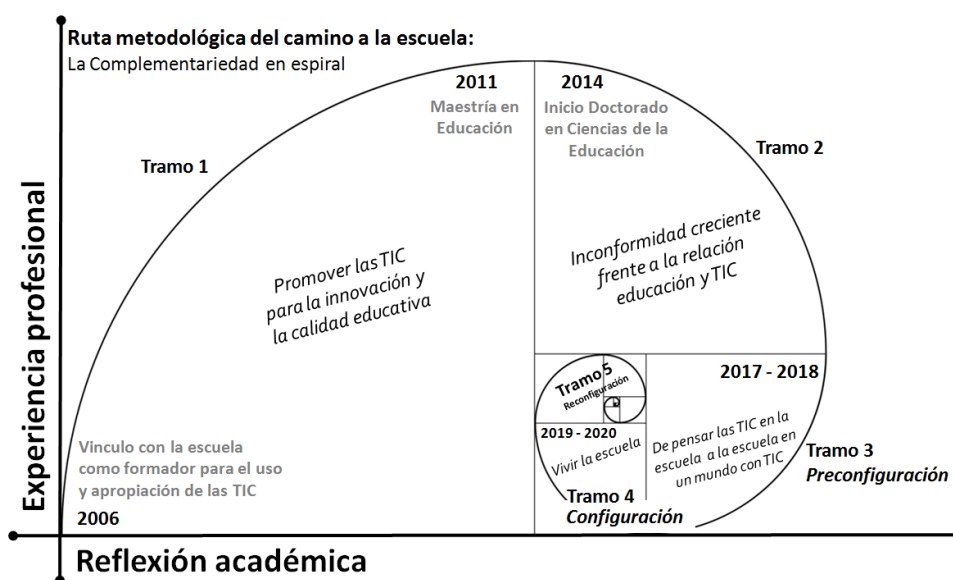 Ruta metodológica del camino a la escuela:
La Complementariedad en espiral
2011
Maestría en
Educación
2014
Inicio Doctorado
en Ciencias de la
Educación
Tramo 1
Tramo 2
Promover las TIC
para la innovación y
la calidad educativa
Inconformidad creciente
frente a la relación
educación y TIC
2017 - 2018
De pensar las TIC en la
escuela a la escuela en
un mundo con TIC
Tramo 3
Preconfiguración
Tramo 5
Reconfiguración
2019 - 2020
Vivir la escuela
Tramo 4
Configuración
Vinculo con la escuela
como formador para el uso
y apropiación de las TIC
2006
Experiencia profesional
Reflexión académica